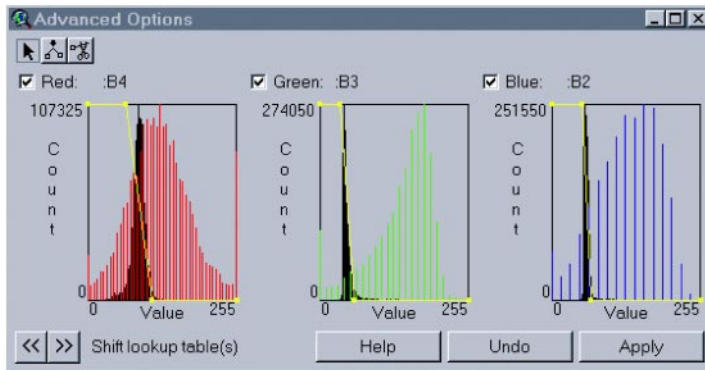 Advanced Options
Red: :B4
Green: :B3
Blue: :B2
107325
Count
0
0
Value
255
274050
Count
0
0
Value
255
251550
Count
0
0
Value
255
<< >> Shift lookup table(s)
Help
Undo
Apply